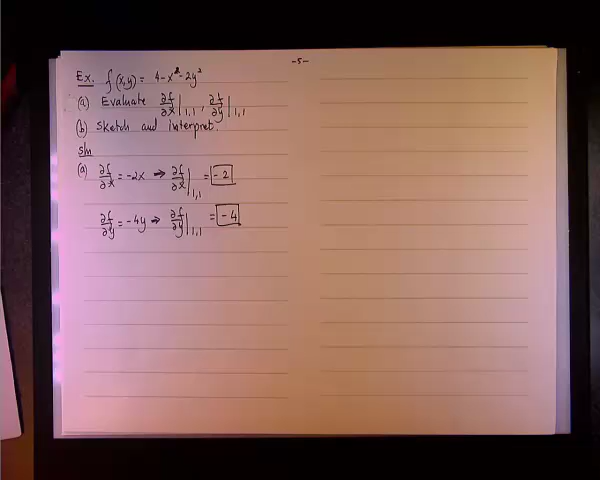 -5-
Ex. f(x,y) = 4-x²-2y²
(a) Evaluate ∂f/∂x|1,1 , ∂f/∂y|1,1
(b) Sketch and interpret.
Sln
(a) ∂f/∂x = -2x ⇒ ∂f/∂x|1,1 = -2
∂f/∂y = -4y ⇒ ∂f/∂y|1,1 = -4